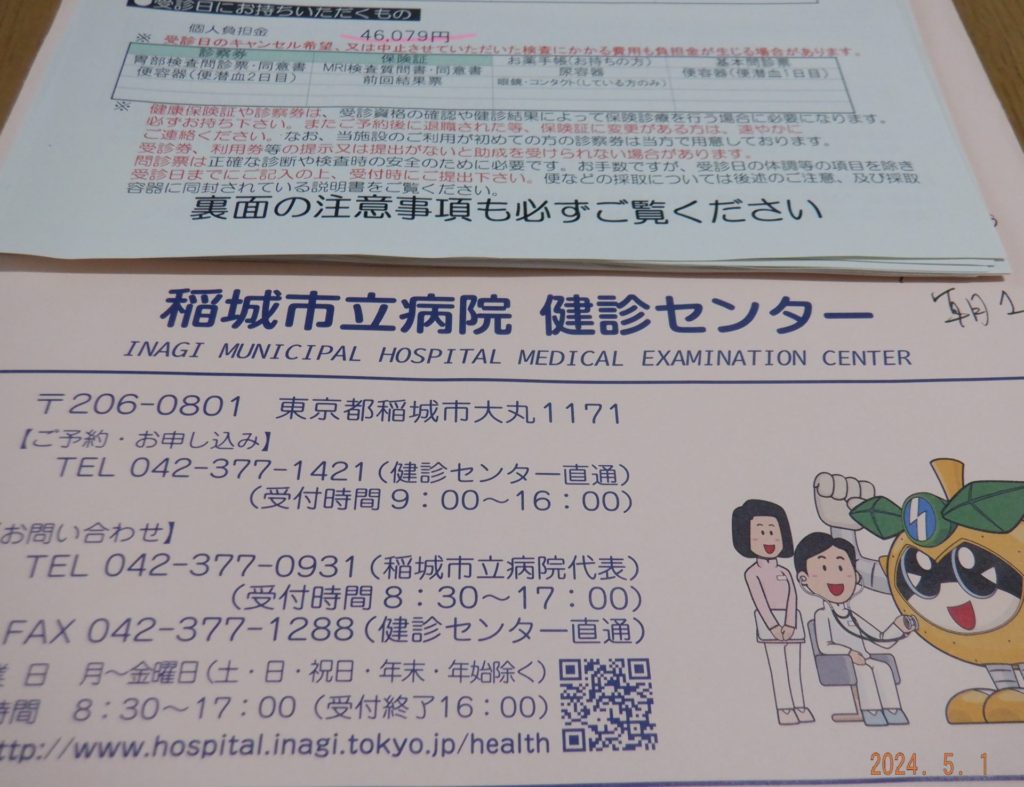 ●受診日にお持ちいただくもの
個人負担金 46,079円
※ 受診日のキャンセル希望、又は中止させていただいた検査にかかる費用も負担金が生じる場合があります。
診察券 保険証 お薬手帳(お持ちの方) 基本問診票
胃部検査問診票・同意書 MRI検査質問書・同意書 尿容器 便容器(便潜血1日目)
便容器(便潜血2日目) 前回結果票 眼鏡・コンタクト(している方のみ)
※ 健康保険証や診察券は、受診資格の確認や健診結果によって保険診療を行う場合に必要になります。
必ずお持ち下さい。またご予約後に退職された等、保険証に変更がある方は、速やかに
ご連絡ください。なお、当施設のご利用が初めての方の診察券は当方で用意しております。
受診券、利用券等の提示又は提出がないと助成を受けられない場合があります。
問診票は正確な診断や検査時の安全のために必要です。お手数ですが、受診日の体調等の項目を除き
受診日までにご記入の上、受付時にご提出下さい。便などの採取については後述のご注意、及び採取
容器に同封されている説明書をご覧ください。
裏面の注意事項も必ずご覧ください
稲城市立病院 健診センター
INAGI MUNICIPAL HOSPITAL MEDICAL EXAMINATION CENTER
〒206-0801 東京都稲城市大丸1171
【ご予約・お申し込み】
TEL 042-377-1421(健診センター直通)
(受付時間 9:00~16:00)
お問い合わせ】
TEL 042-377-0931(稲城市立病院代表)
(受付時間 8:30~17:00)
FAX 042-377-1288(健診センター直通)
業 日 月~金曜日(土・日・祝日・年末・年始除く)
時間 8:30~17:00 (受付終了16:00)
ttp://www.hospital.inagi.tokyo.jp/health
2024. 5. 1